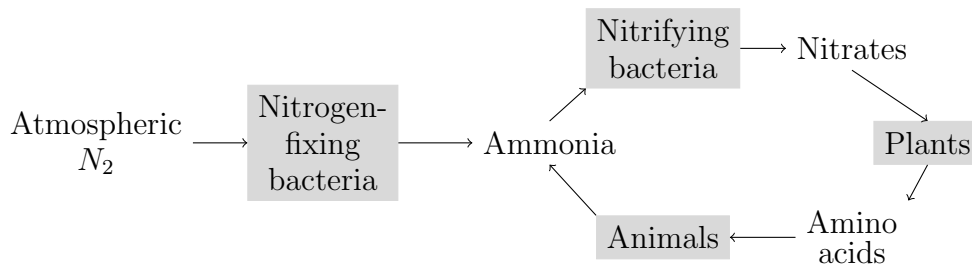 Atmospheric
N₂
Nitrogen-
fixing
bacteria
Ammonia
Nitrifying
bacteria
Nitrates
Plants
Amino
acids
Animals